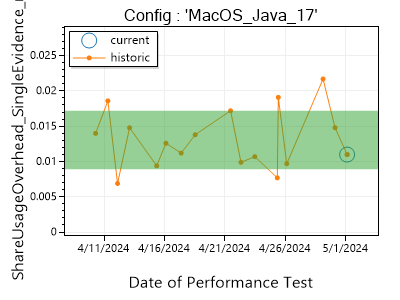 Config : 'MacOS_Java_17'
ShareUsageOverhead_SingleEvidence_
current
historic
0.025
0.02
0.015
0.01
0.005
0
4/11/2024 4/16/2024 4/21/2024 4/26/2024 5/1/2024
Date of Performance Test